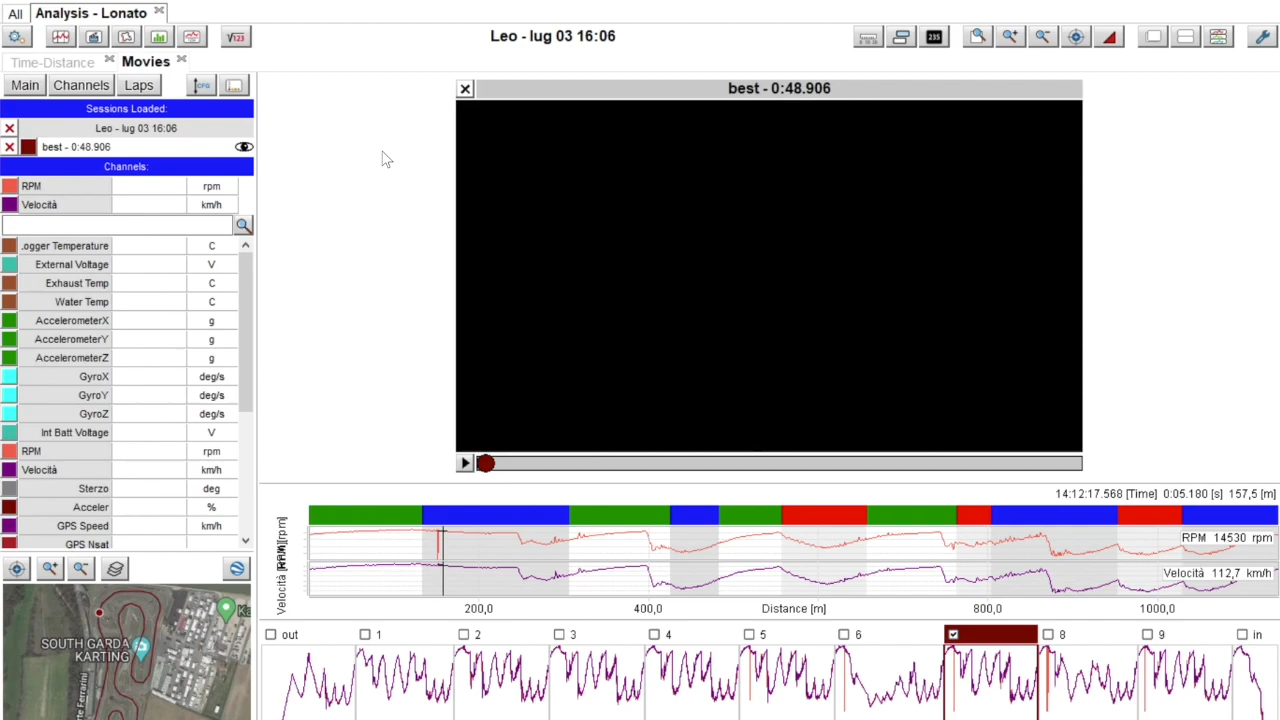 All
Analysis - Lonato
√123
Leo - lug 03 16:06
235
Time-Distance
Movies
Main
Channels
Laps
CFG
best - 0:48.906
Sessions Loaded:
Leo - lug 03 16:06
best - 0:48.906
Channels:
RPM rpm
Velocità km/h
.ogger Temperature C
External Voltage V
Exhaust Temp C
Water Temp C
AccelerometerX g
AccelerometerY g
AccelerometerZ g
GyroX deg/s
GyroY deg/s
GyroZ deg/s
Int Batt Voltage V
RPM rpm
Velocità km/h
Sterzo deg
Acceler %
GPS Speed km/h
GPS Nsat
14:12:17.568 [Time] 0:05.180 [s] 157,5 [m]
RPM 14530 rpm
Velocità 112,7 km/h
200,0 400,0 Distance [m] 800,0 1000,0
SOUTH GARDA
KARTING
out 1 2 3 4 5 6 8 9 in